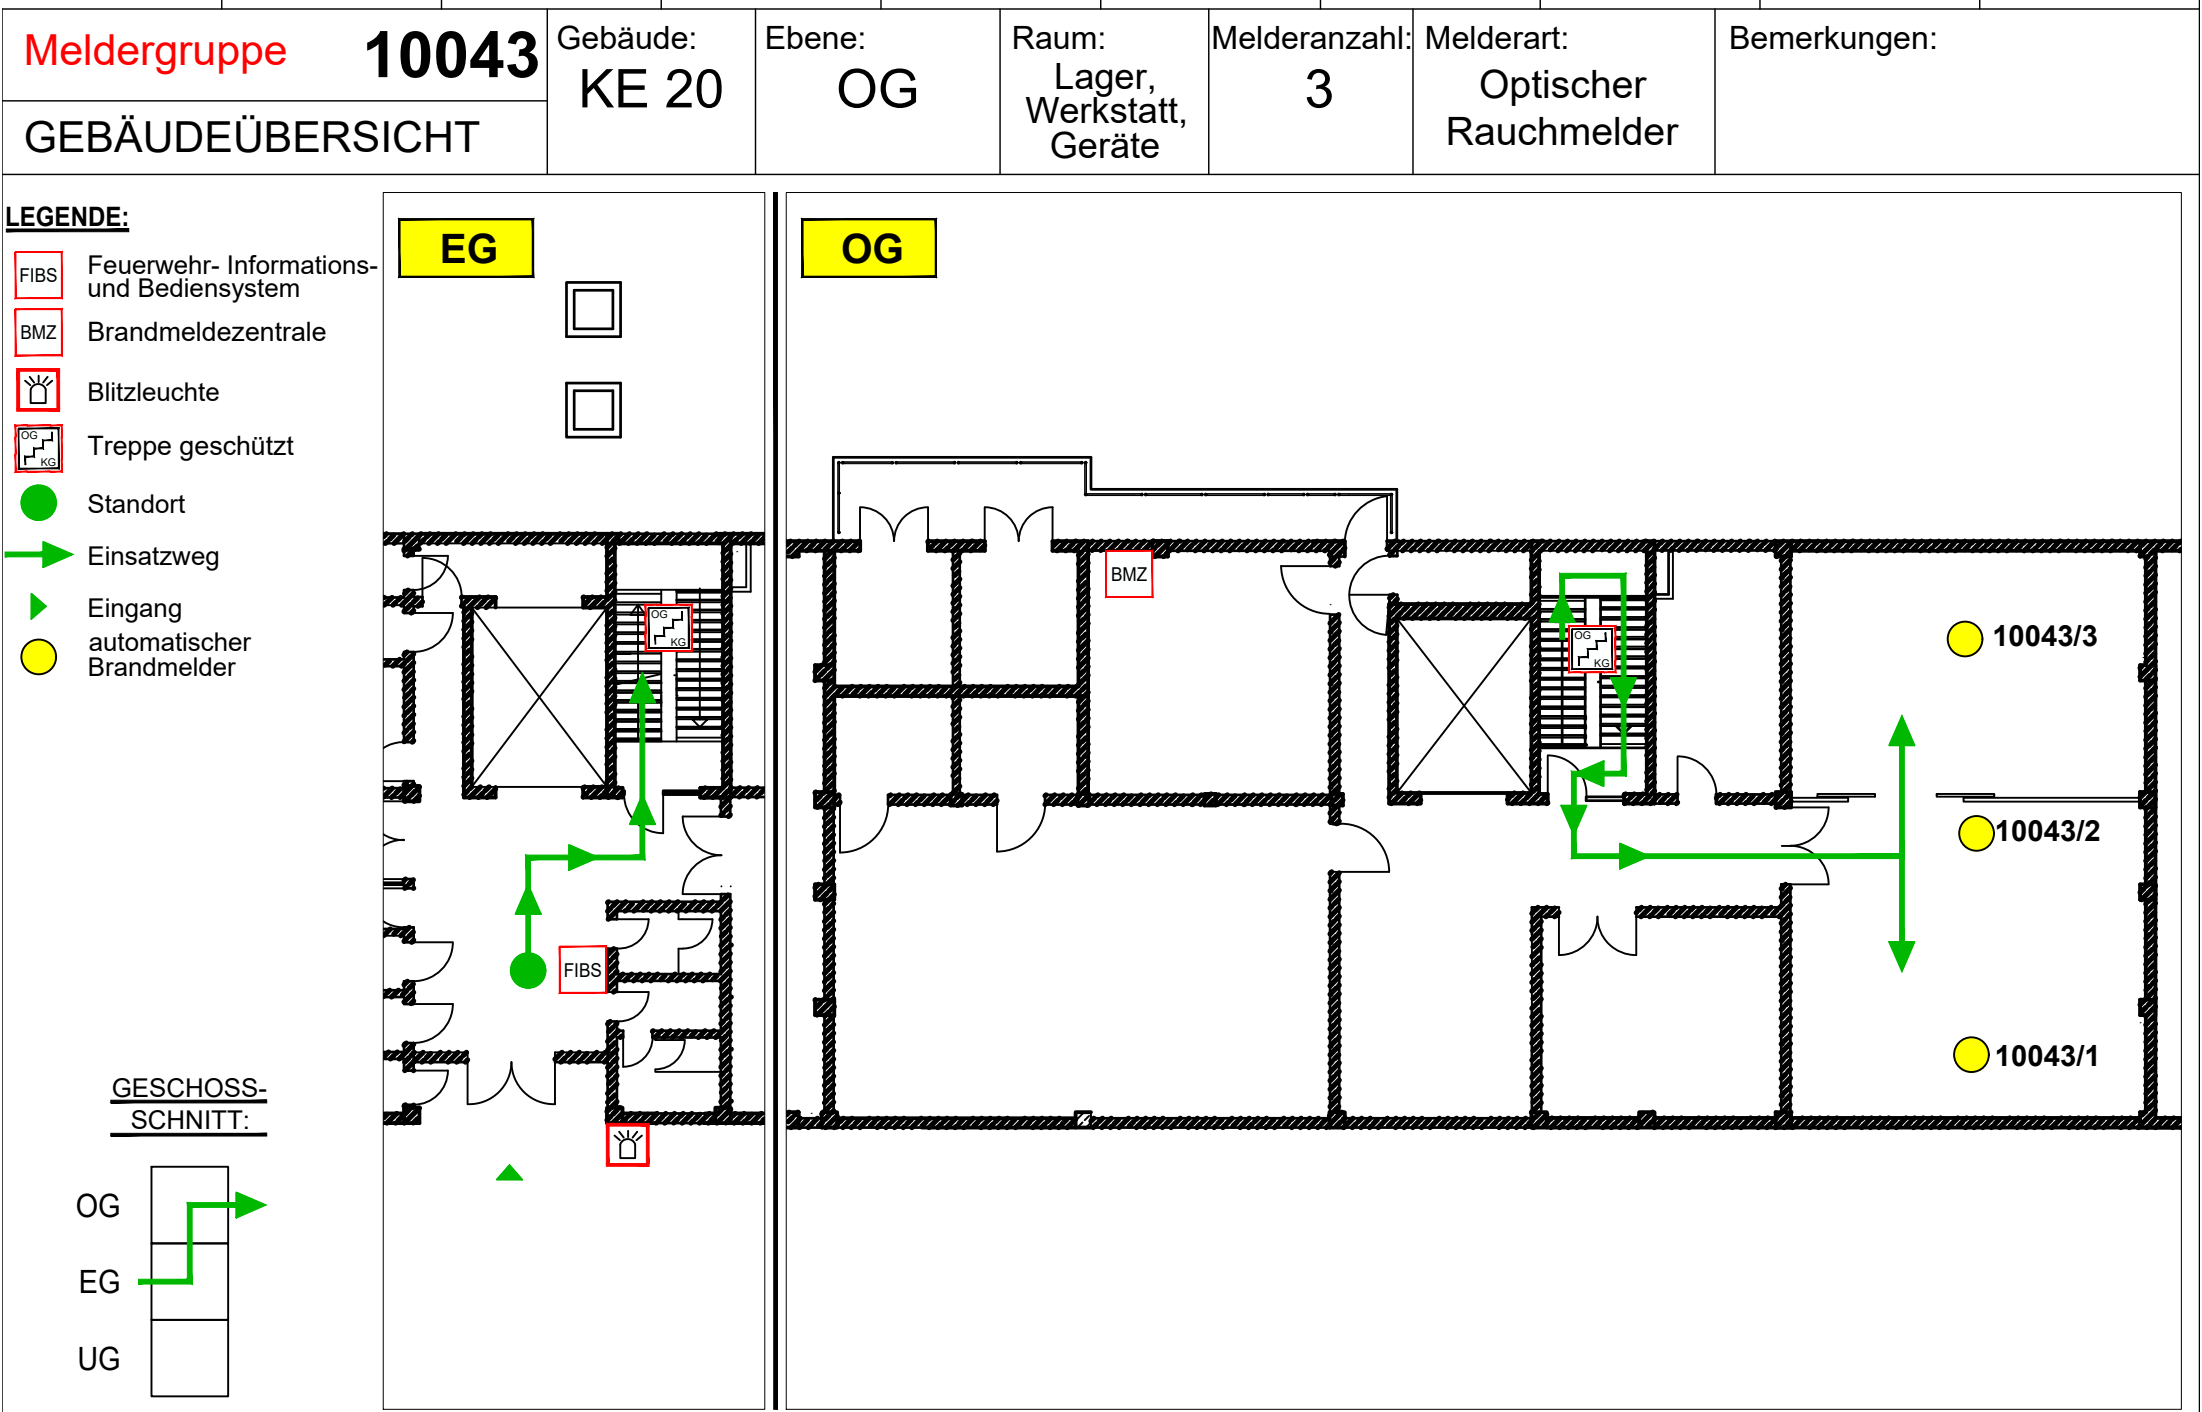 Meldergruppe 10043
GEBÄUDEÜBERSICHT
Gebäude:
KE 20
Ebene:
OG
Raum:
Lager,
Werkstatt,
Geräte
Melderanzahl:
3
Melderart:
Optischer
Rauchmelder
Bemerkungen:
LEGENDE:
FIBS Feuerwehr- Informations-
und Bediensystem
BMZ Brandmeldezentrale
Blitzleuchte
OG KG Treppe geschützt
Standort
Einsatzweg
Eingang
automatischer
Brandmelder
GESCHOSS-
SCHNITT:
OG
EG
UG
EG
OG
KG
FIBS
OG
BMZ
OG
KG
10043/3
10043/2
10043/1